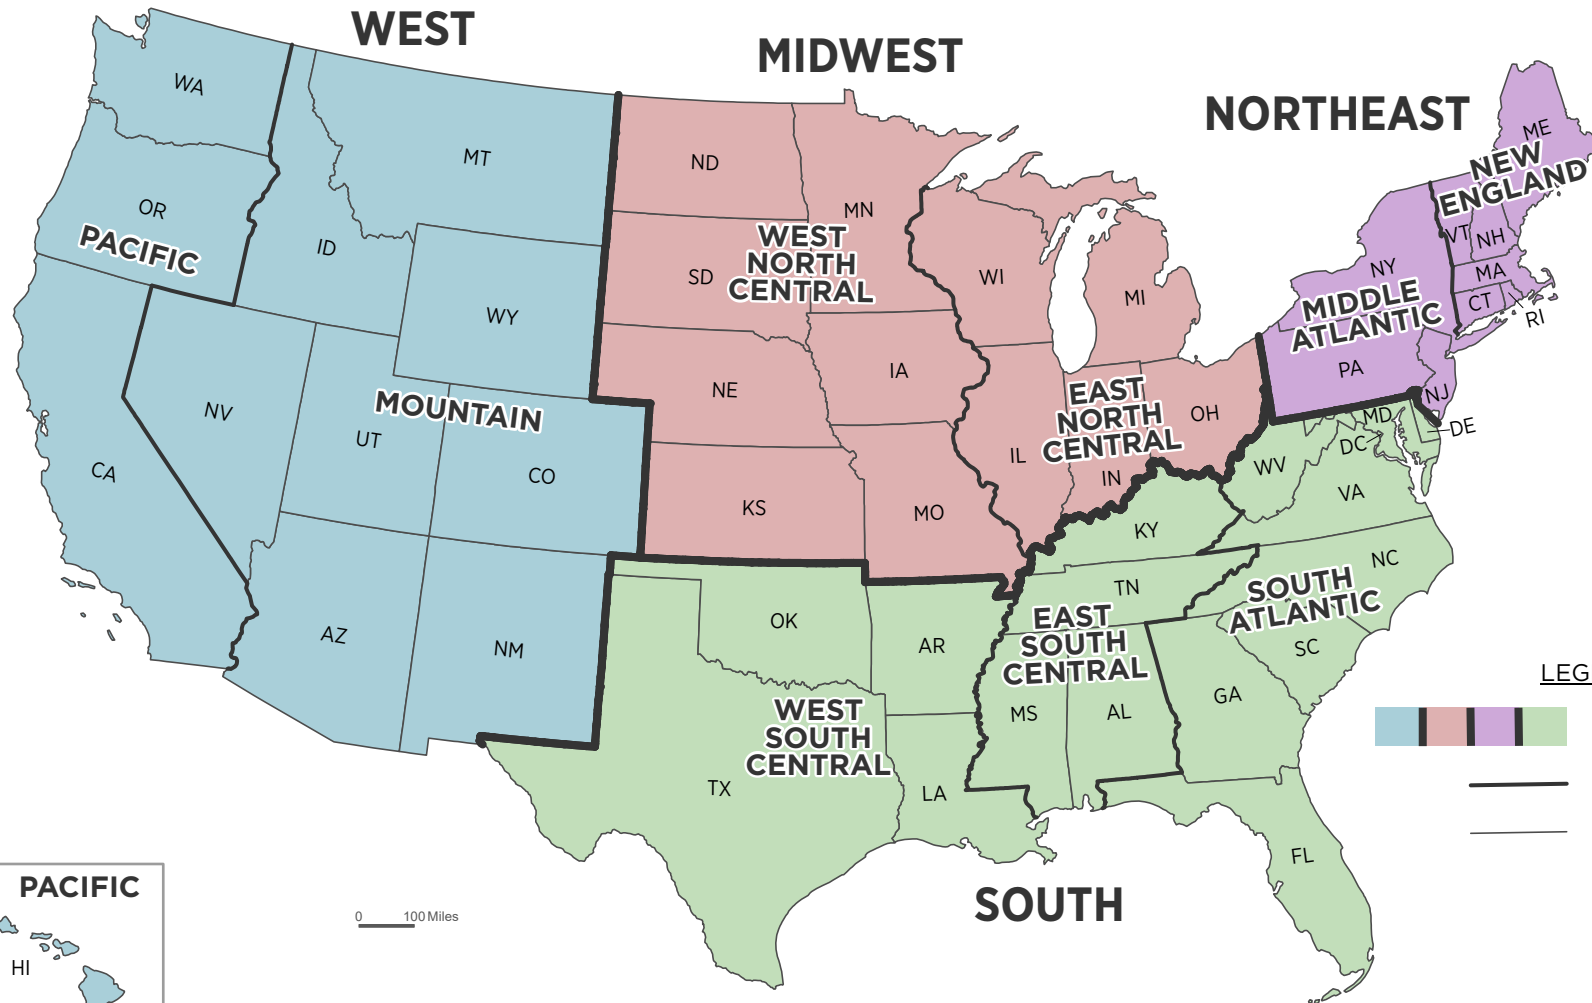 WEST
MIDWEST
NORTHEAST
WA
MT
ND
MN
ME
NEW
ENGLAND
OR
PACIFIC
ID
WEST
NORTH
CENTRAL
VT
NH
NY
MA
CT
RI
WY
SD
WI
MI
MIDDLE
ATLANTIC
PA
NJ
IA
NE
NV
MOUNTAIN
UT
CO
CA
EAST
NORTH
CENTRAL
OH
IL
IN
MD
DE
DC
WV
VA
KS
MO
KY
NC
TN
SOUTH
ATLANTIC
SC
OK
AR
EAST
SOUTH
CENTRAL
AZ
NM
MS
AL
GA
WEST
SOUTH
CENTRAL
TX
LA
FL
LEG
PACIFIC
HI
0 100 Miles
SOUTH